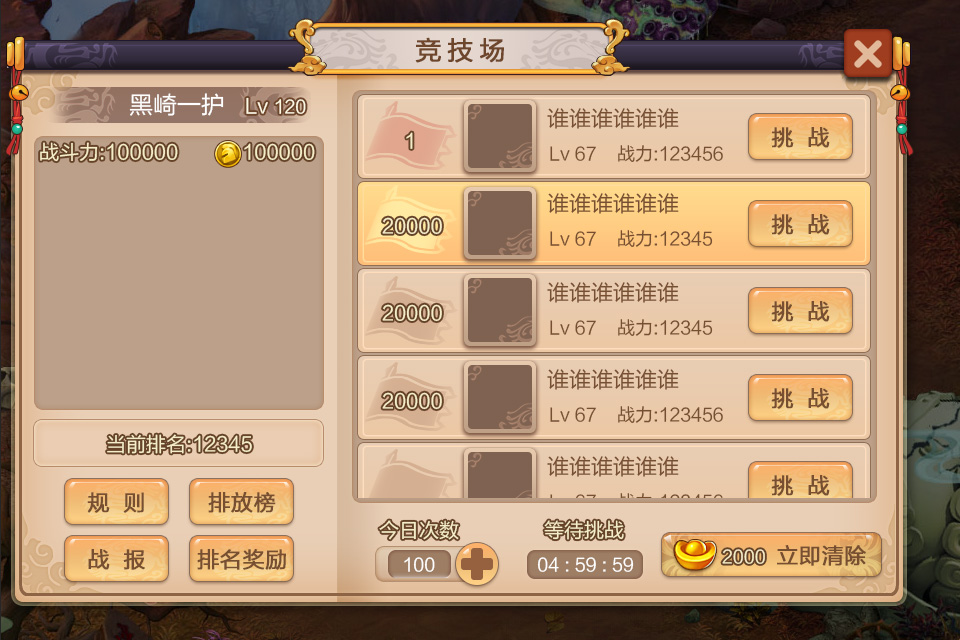 竞技场
黑崎一护 Lv 120
战斗力:100000 100000
当前排名:12345
规 则
排放榜
战 报
排名奖励
1
谁谁谁谁谁谁
Lv 67 战力:123456
挑 战
20000
谁谁谁谁谁谁
Lv 67 战力:12345
挑 战
20000
谁谁谁谁谁谁
Lv 67 战力:12345
挑 战
20000
谁谁谁谁谁谁
Lv 67 战力:123456
挑 战
谁谁谁谁谁谁
Lv 67 战力:123456
挑 战
今日次数
100
等待挑战
04 : 59 : 59
2000 立即清除